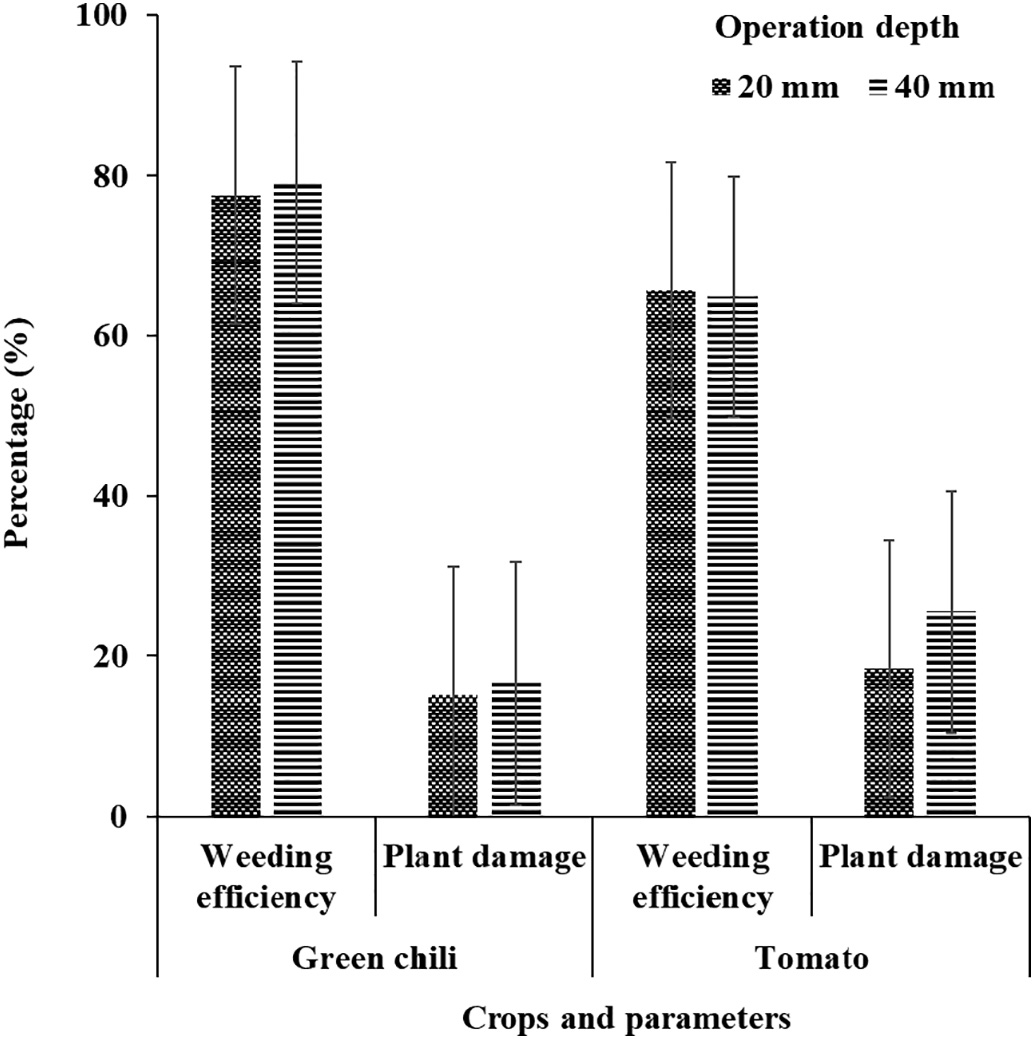 Operation depth
20 mm 40 mm
Percentage (%)
100
80
60
40
20
0
Weeding efficiency
Plant damage
Weeding efficiency
Plant damage
Green chili
Tomato
Crops and parameters